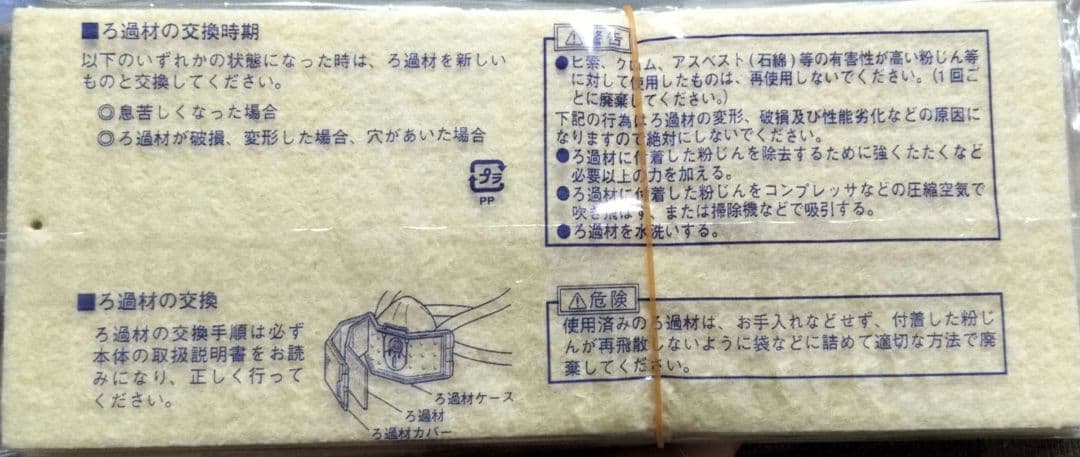 ■ろ過材の交換時期
以下のいずれかの状態になった時は、ろ過材を新しい
ものと交換してください。
◎息苦しくなった場合
◎ろ過材が破損、変形した場合、穴があいた場合
プラ
PP
■ろ過材の交換
ろ過材の交換手順は必ず
本体の取扱説明書をお読
みになり、正しく行って
ください。
ろ過材ケース
ろ過材
ろ過材カバー
⚠警告
●ヒ素、クロム、アスベスト(石綿)等の有害性が高い粉じん等
に対して使用したものは、再使用しないでください。(1回ご
とに廃棄してください。)
下記の行為はろ過材の変形、破損及び性能劣化などの原因に
なりますので絶対にしないでください。
●ろ過材に付着した粉じんを除去するために強くたたくなど
必要以上の力を加える。
●ろ過材に付着した粉じんをコンプレッサなどの圧縮空気で
吹き飛ばす、または掃除機などで吸引する。
●ろ過材を水洗いする。
⚠危険
使用済みのろ過材は、お手入れなどせず、付着した粉じ
んが再飛散しないように袋などに詰めて適切な方法で廃
棄してください。